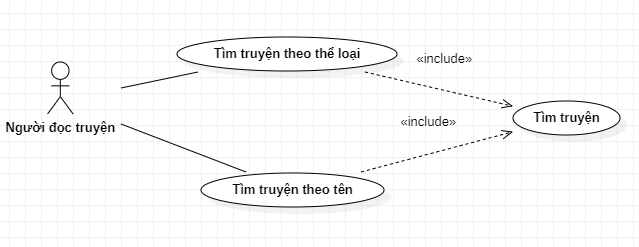 Tìm truyện theo thể loại
«include»
Tìm truyện
«include»
Người đọc truyện
Tìm truyện theo tên